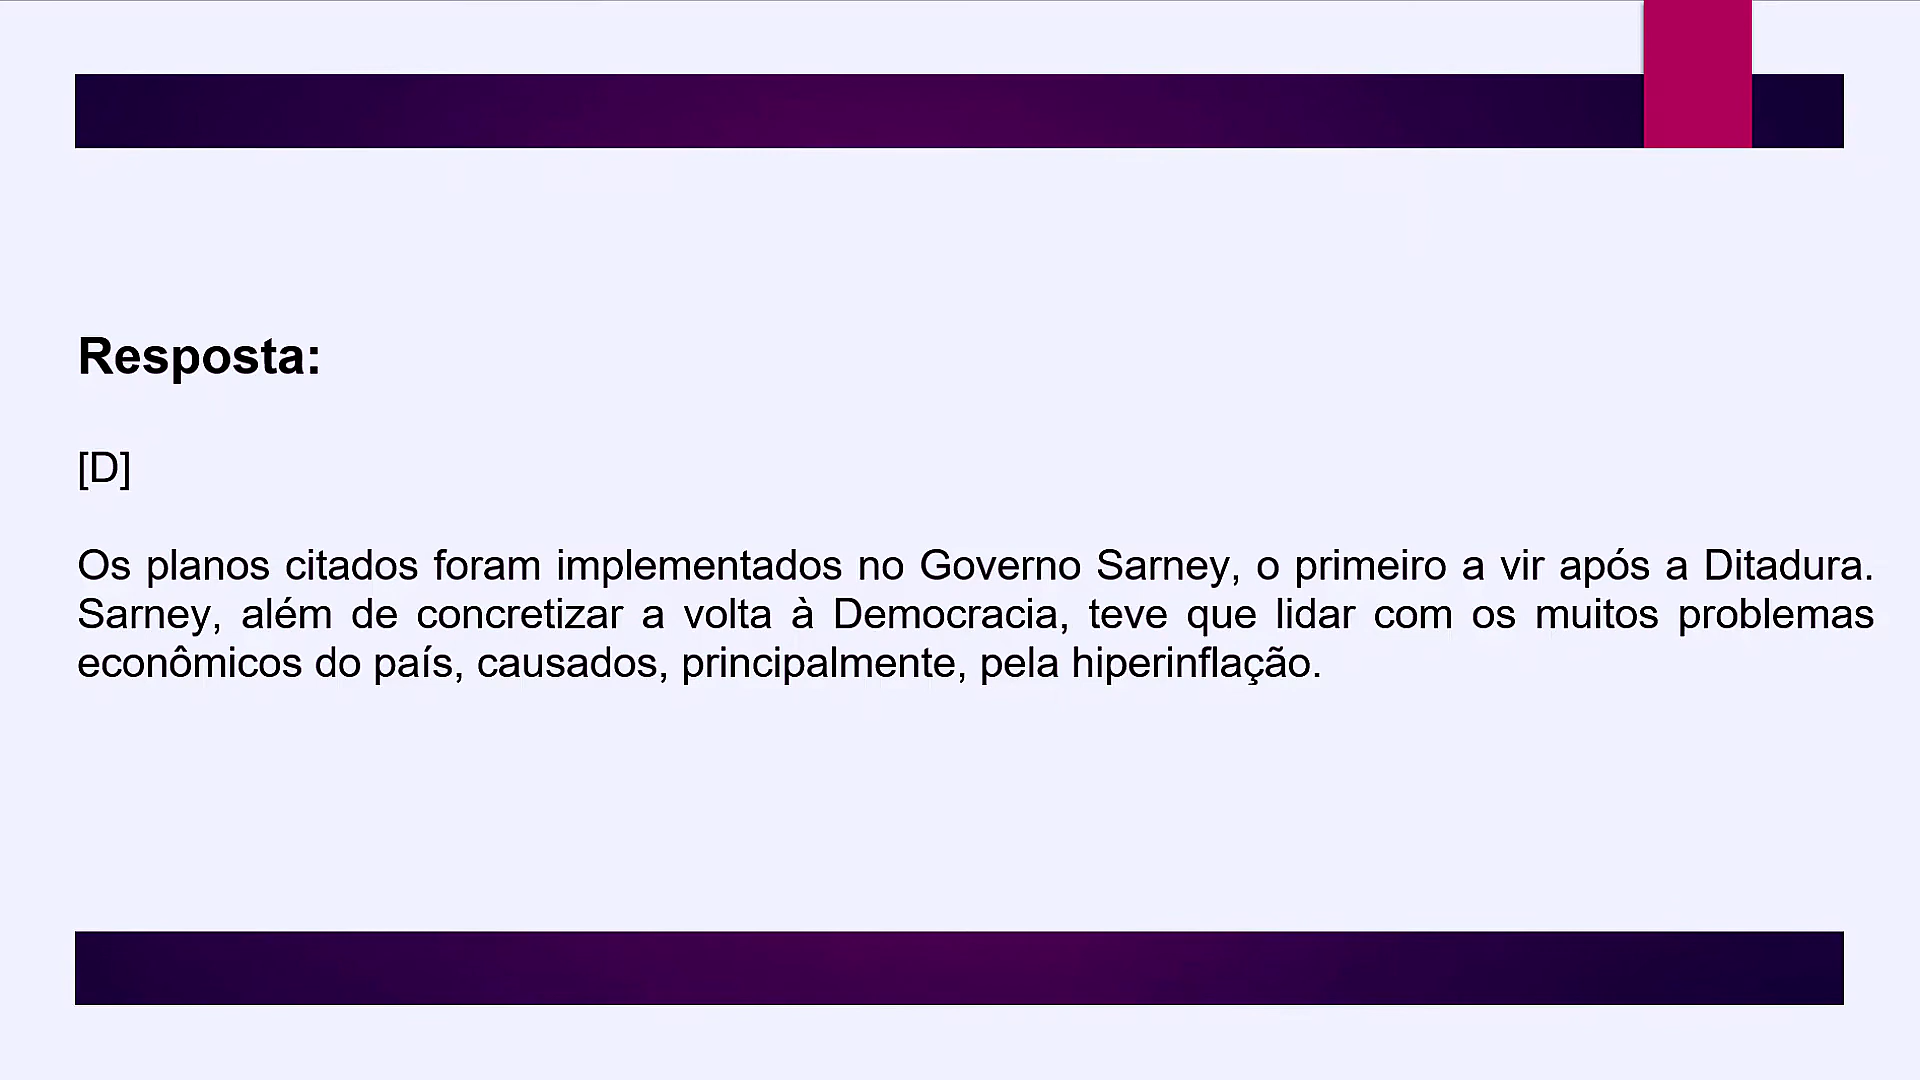 Resposta:
[D]
Os planos citados foram implementados no Governo Sarney, o primeiro a vir após a Ditadura.
Sarney, além de concretizar a volta à Democracia, teve que lidar com os muitos problemas
econômicos do país, causados, principalmente, pela hiperinflação.